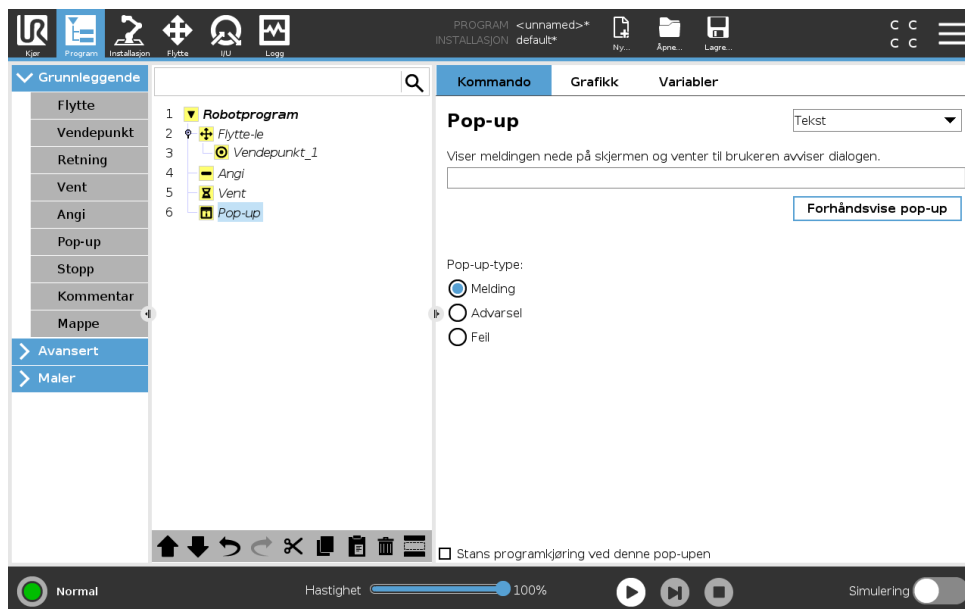 UR
Kjør
Program
Installasjon
Flytte
I/U
Logg
PROGRAM <unnamed>*
INSTALLASJON default*
Ny...
Åpne...
Lagre...
C C
C C
Grunnleggende
Flytte
Vendepunkt
Retning
Vent
Angi
Pop-up
Stopp
Kommentar
Mappe
Avansert
Maler
1 Robotprogram
2 Flytte-le
3 Vendepunkt_1
4 Angi
5 Vent
6 Pop-up
Kommando Grafikk Variabler
Pop-up
Tekst
Viser meldingen nede på skjermen og venter til brukeren avviser dialogen.
Forhåndsvise pop-up
Pop-up-type:
Melding
Advarsel
Feil
Stans programkjøring ved denne pop-upen
Normal
Hastighet 100%
Simulering